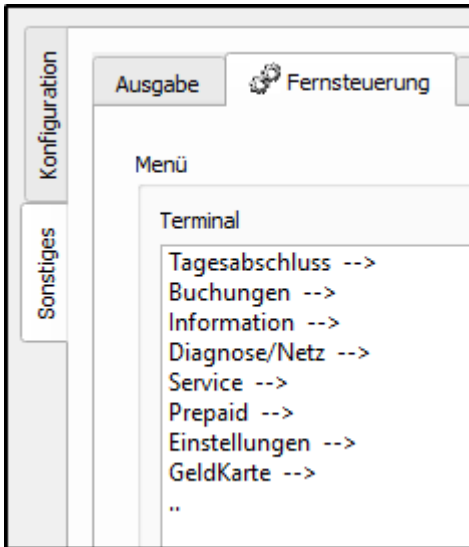 Konfiguration
Sonstiges
Ausgabe
Fernsteuerung
Menü
Terminal
Tagesabschluss -->
Buchungen -->
Information -->
Diagnose/Netz -->
Service -->
Prepaid -->
Einstellungen -->
GeldKarte -->
..